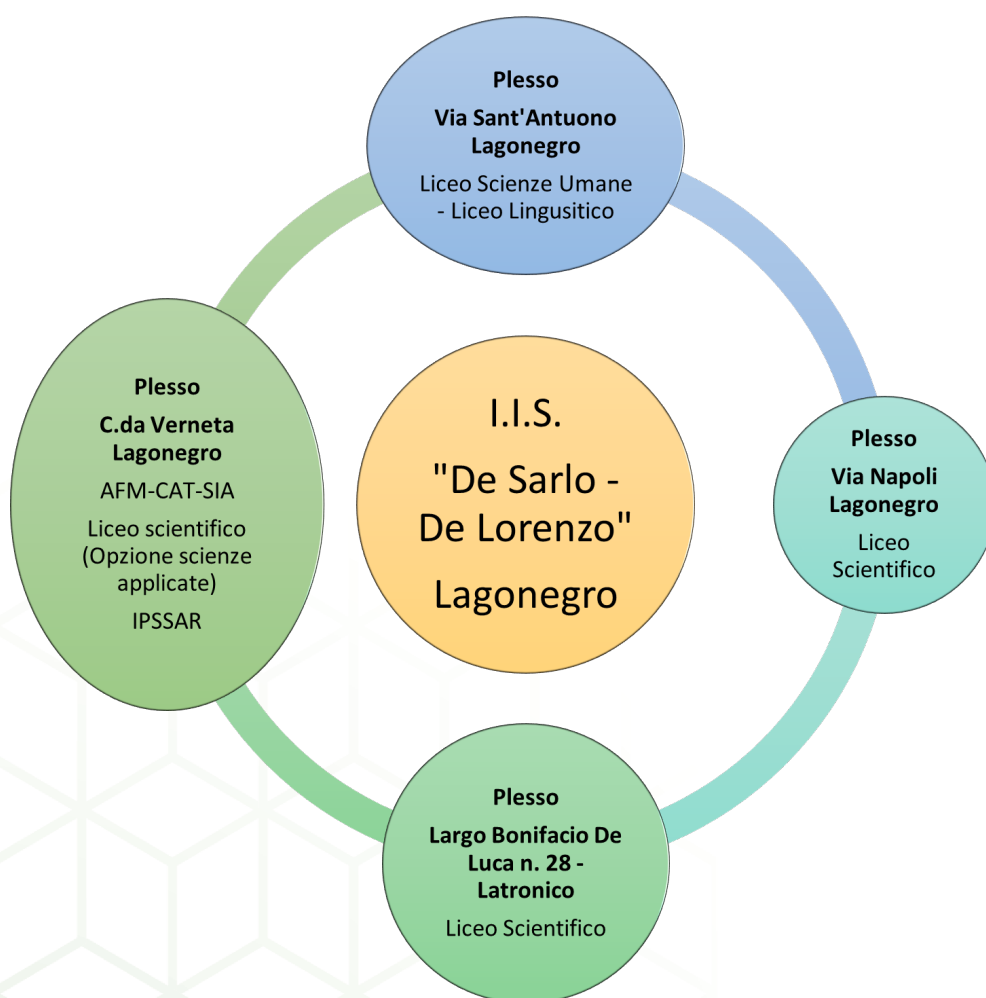 Plesso
Via Sant'Antuono
Lagonegro
Liceo Scienze Umane
- Liceo Lingusitico
Plesso
C.da Verneta
Lagonegro
AFM-CAT-SIA
Liceo scientifico
(Opzione scienze
applicate)
IPSSAR
I.I.S.
"De Sarlo -
De Lorenzo"
Lagonegro
Plesso
Via Napoli
Lagonegro
Liceo
Scientifico
Plesso
Largo Bonifacio De
Luca n. 28 -
Latronico
Liceo Scientifico